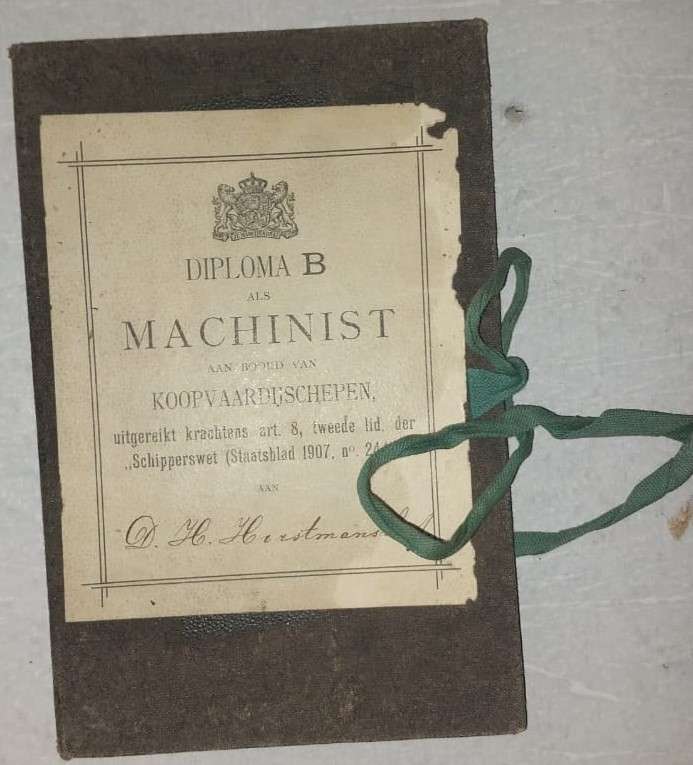 DIPLOMA B
ALS
MACHINIST
AAN BOORD VAN
KOOPVAARDIJSCHEPEN,
uitgereikt krachtens art. 8, tweede lid, der
„Schipperswet (Staatsblad 1907, no.
AAN
D. H.